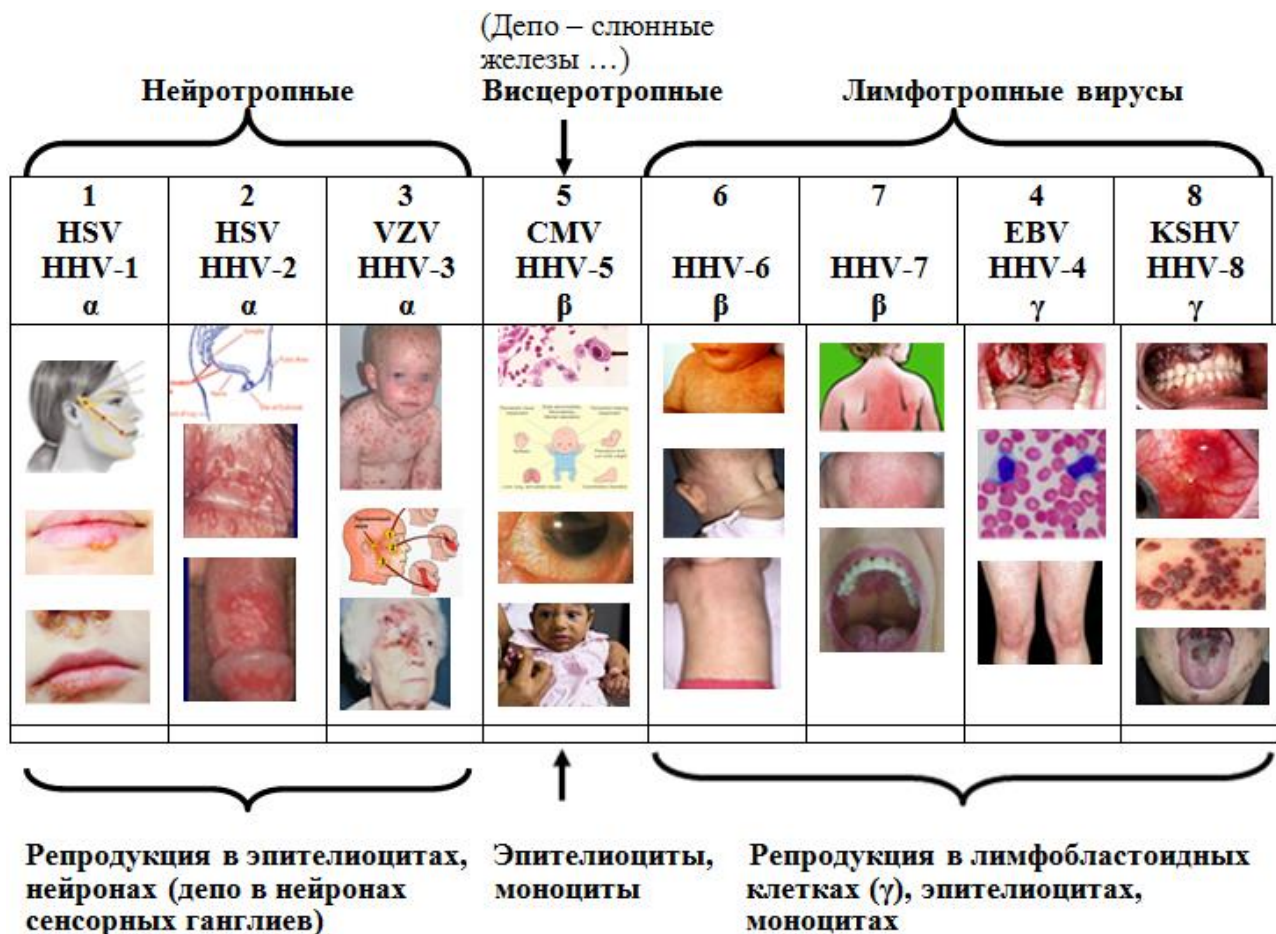 (Депо – слюнные
железы ...)
Нейротропные
Висцеротропные
Лимфотропные вирусы
1
HSV
HHV-1
α
2
HSV
HHV-2
α
3
VZV
HHV-3
α
5
CMV
HHV-5
β
6
HHV-6
β
7
HHV-7
β
4
EBV
HHV-4
γ
8
KSHV
HHV-8
γ
Репродукция в эпителиоцитах,
нейронах (депо в нейронах
сенсорных ганглиев)
Эпителиоциты,
моноциты
Репродукция в лимфобластоидных
клетках (γ), эпителиоцитах,
моноцитах